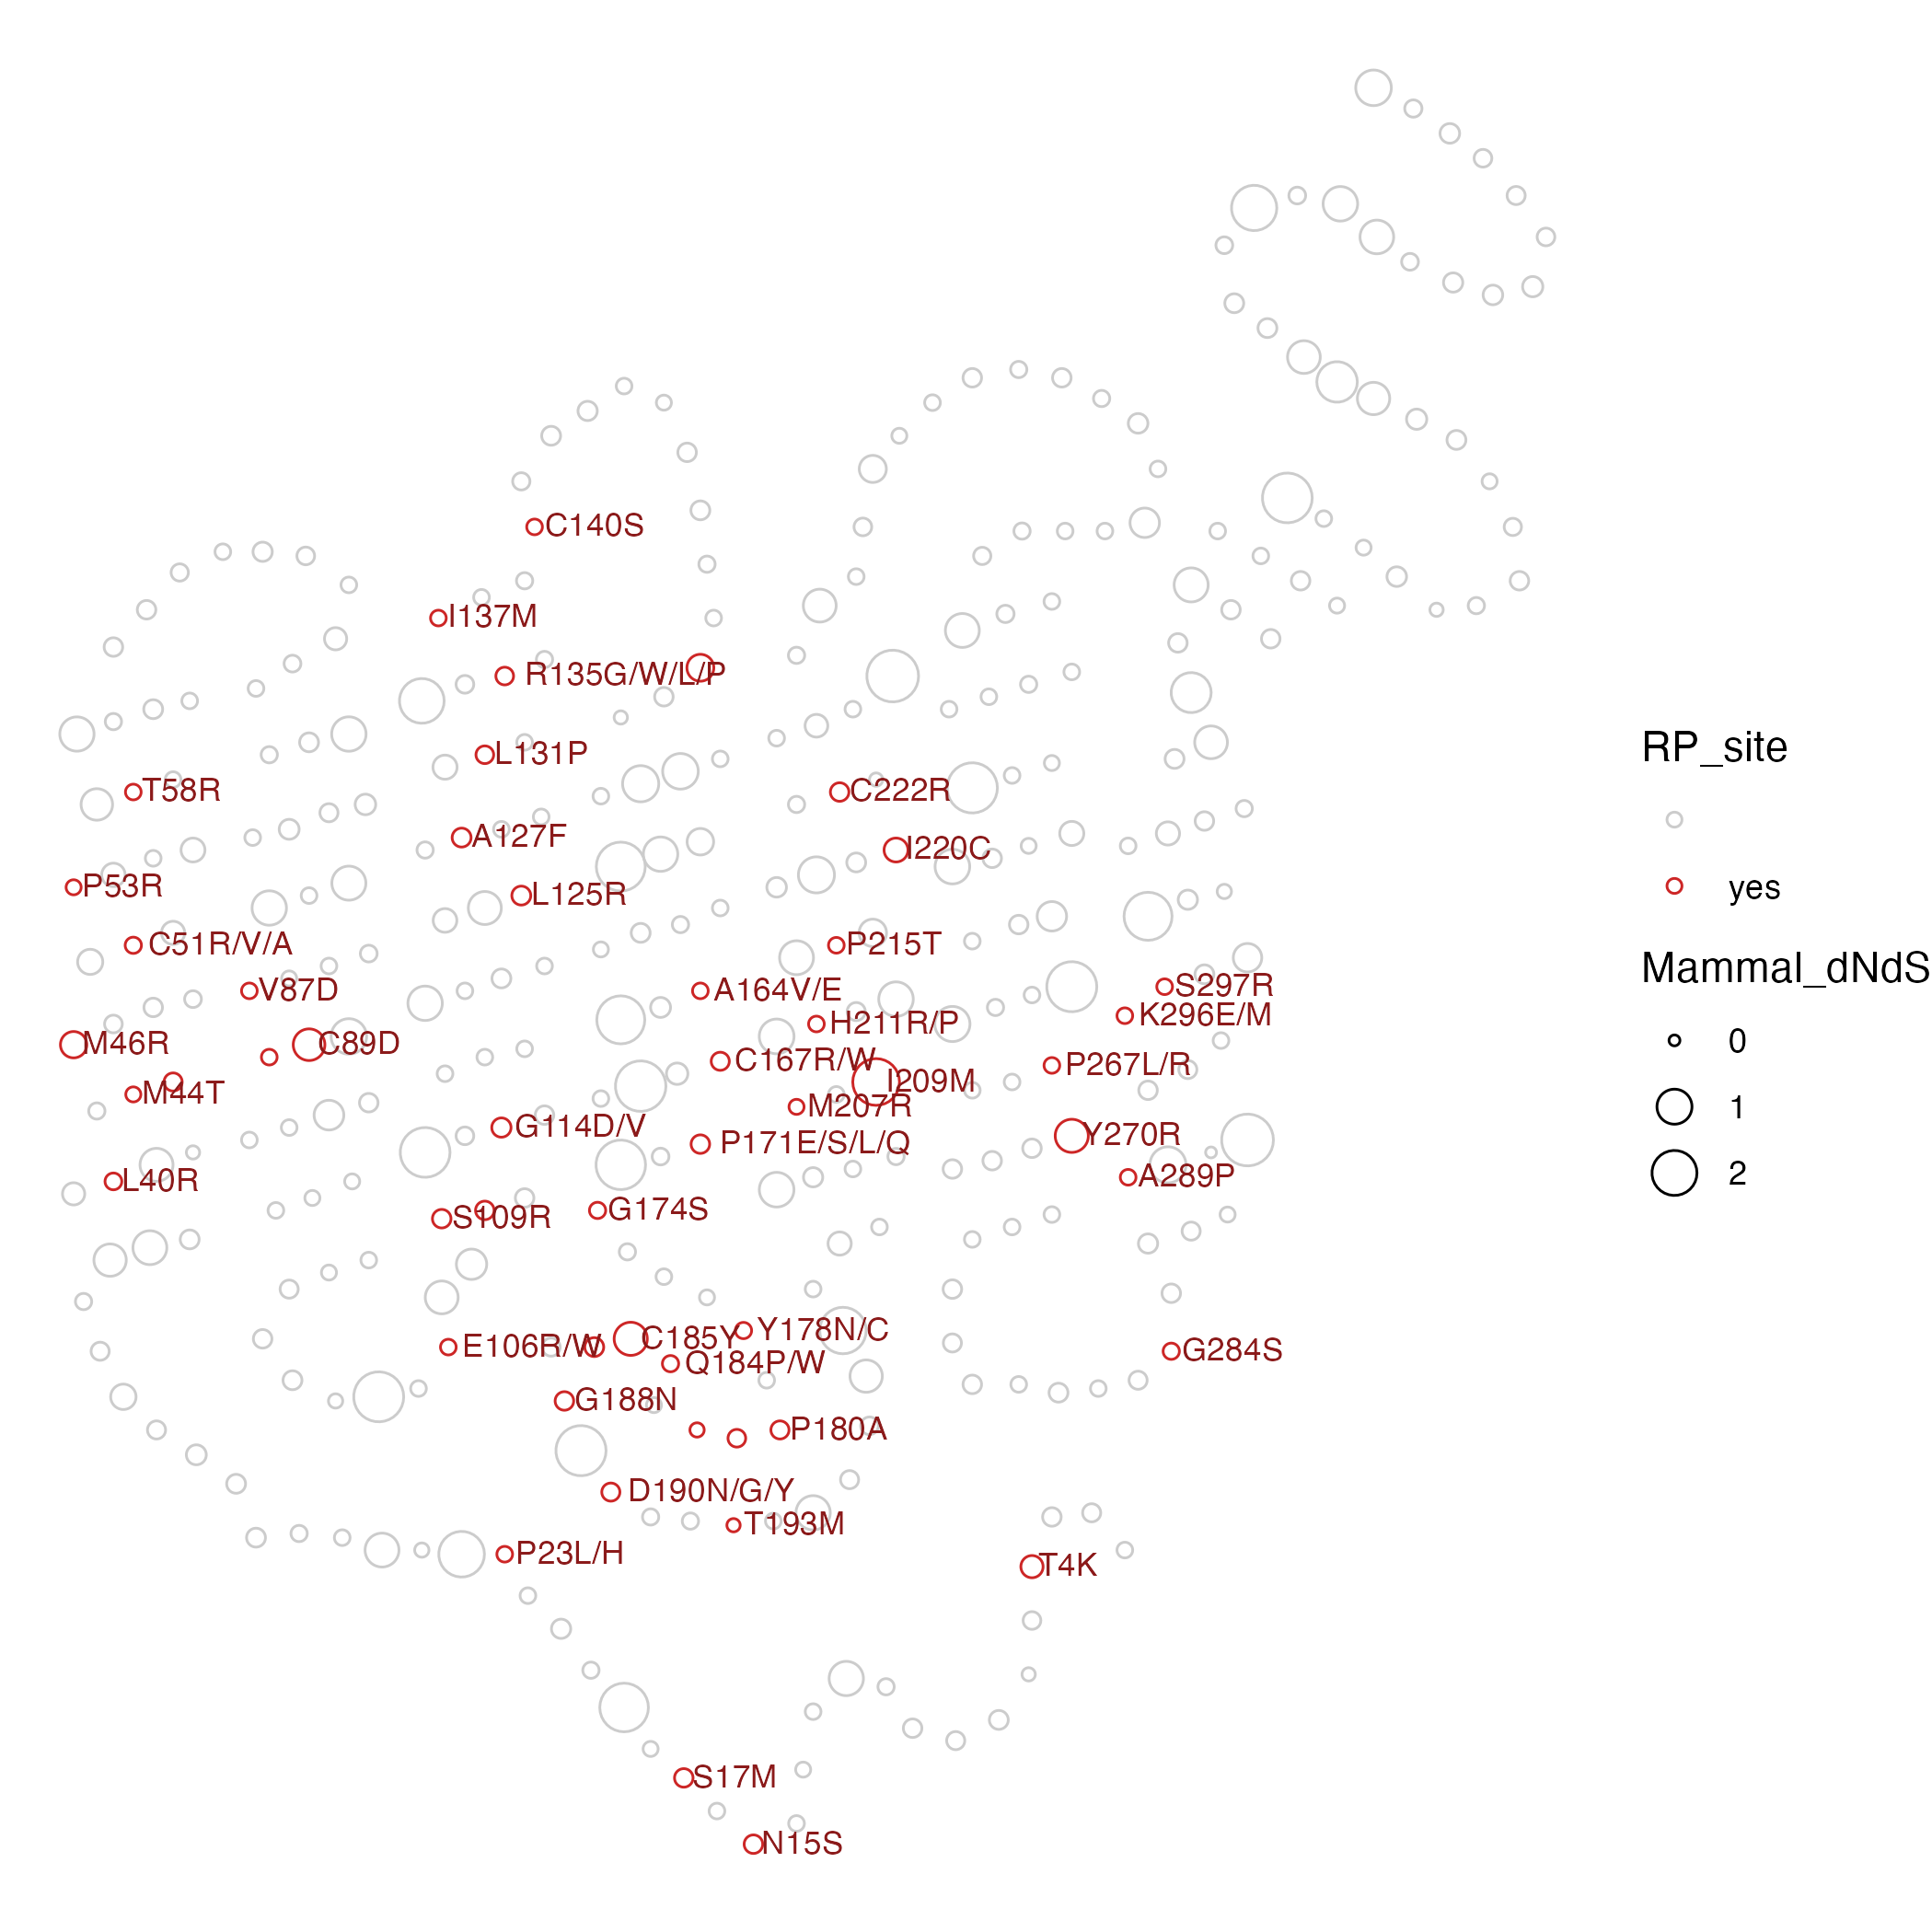 C140S
I137M
R135G/W/L/P
L131P
T58R
C222R
A127F
I220C
P53R
L125R
C51R/V/A
P215T
V87D
A164V/E
S297R
K296E/M
H211R/P
M46R
C89D
C167R/W
P267L/R
I209M
M44T
M207R
G114D/V
P171E/S/L/Q
Y270R
L40R
A289P
S109R
G174S
E106R/W
C185Y
Y178N/C
Q184P/W
G284S
G188N
P180A
D190N/G/Y
T193M
P23L/H
T4K
S17M
N15S
RP_site
yes
Mammal_dNdS
0
1
2